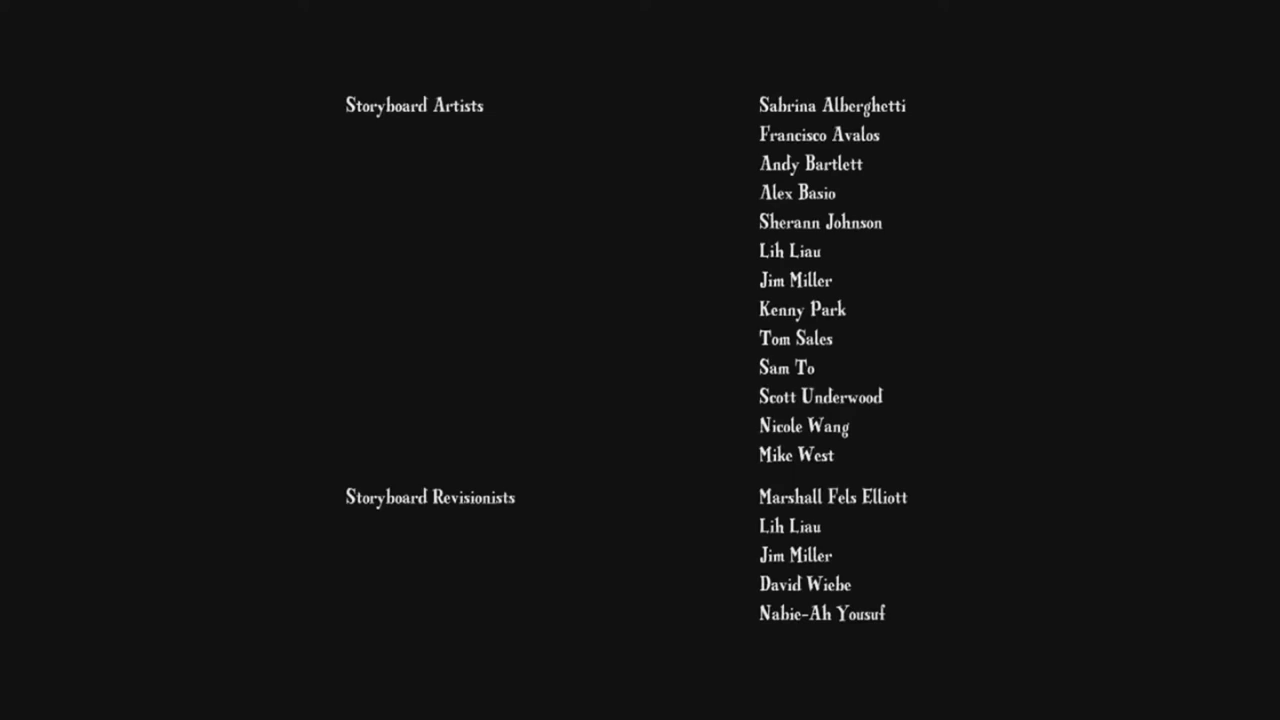 Storyboard Artists Sabrina Alberghetti
Francisco Avalos
Andy Bartlett
Alex Basio
Sherann Johnson
Lih Liau
Jim Miller
Kenny Park
Tom Sales
Sam To
Scott Underwood
Nicole Wang
Mike West
Storyboard Revisionists Marshall Fels Elliott
Lih Liau
Jim Miller
David Wiebe
Nabie-Ah Yousuf